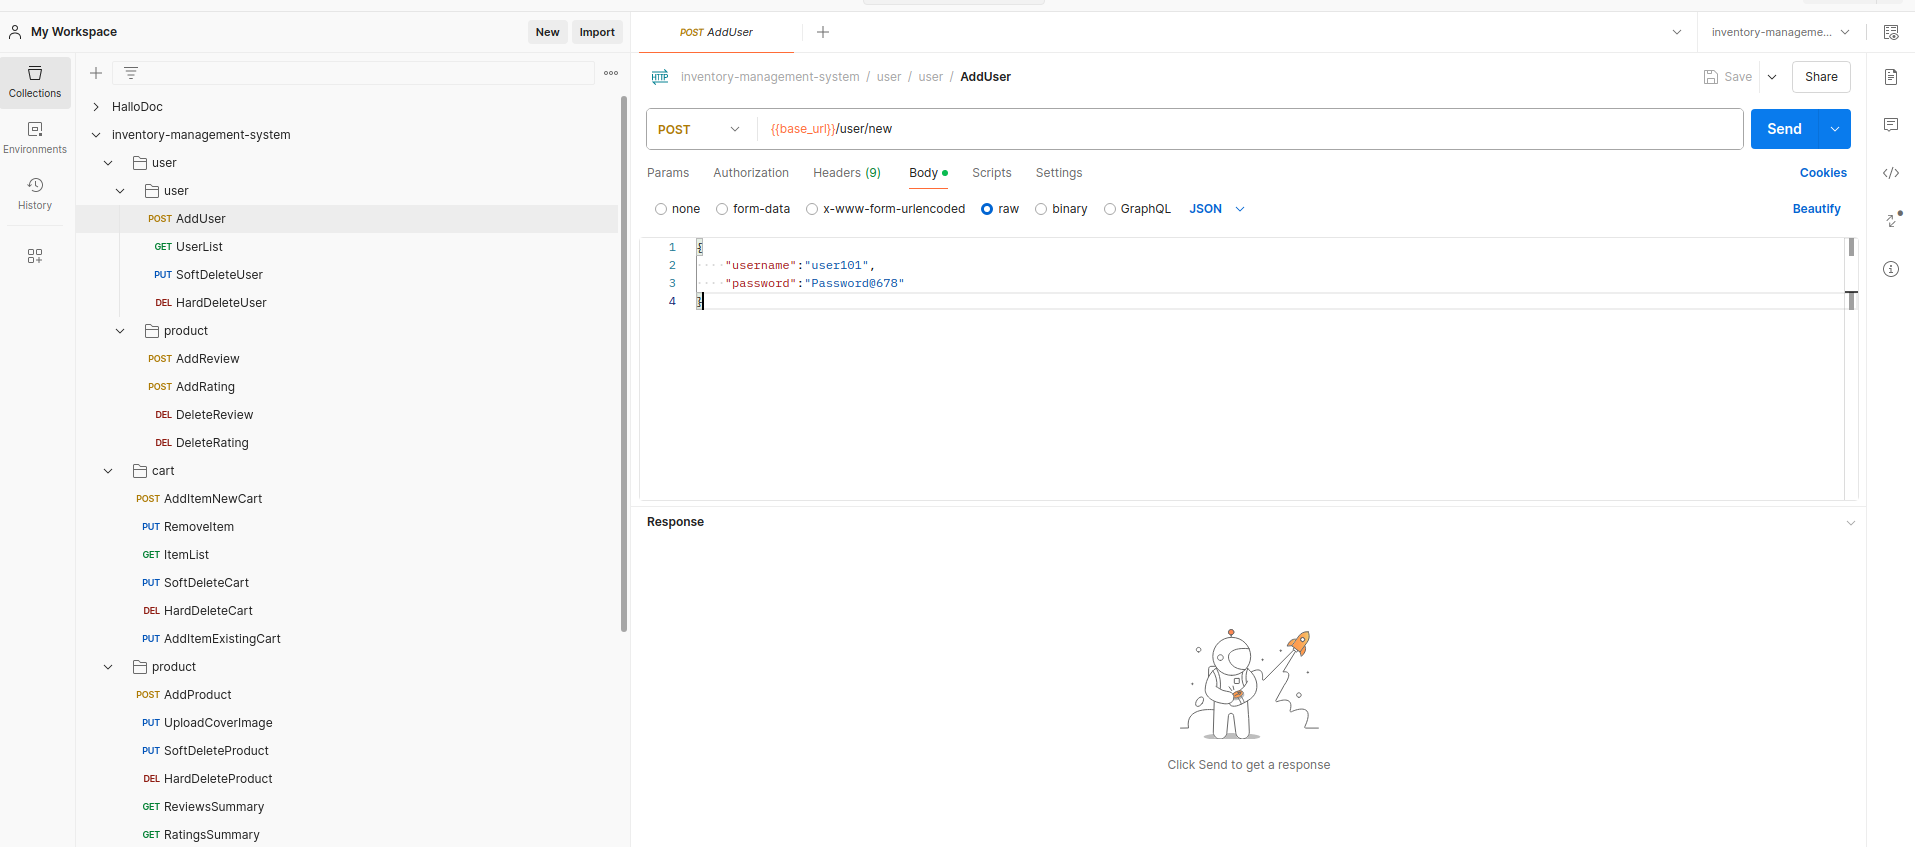 My Workspace
New
Import
Collections
Environments
History
HalloDoc
inventory-management-system
user
user
POST AddUser
GET UserList
PUT SoftDeleteUser
DEL HardDeleteUser
product
POST AddReview
POST AddRating
DEL DeleteReview
DEL DeleteRating
cart
POST AddItemNewCart
PUT RemoveItem
GET ItemList
PUT SoftDeleteCart
DEL HardDeleteCart
PUT AddItemExistingCart
product
POST AddProduct
PUT UploadCoverImage
PUT SoftDeleteProduct
DEL HardDeleteProduct
GET ReviewsSummary
GET RatingsSummary
POST AddUser
inventory-manageme...
HTTP
inventory-management-system / user / user / AddUser
Save
Share
POST
{{base_url}}/user/new
Send
Params Authorization Headers (9) Body Scripts Settings
Cookies
none form-data x-www-form-urlencoded raw binary GraphQL JSON
Beautify
1 {
2 "username":"user101",
3 "password":"Password@678"
4 }
Response
Click Send to get a response